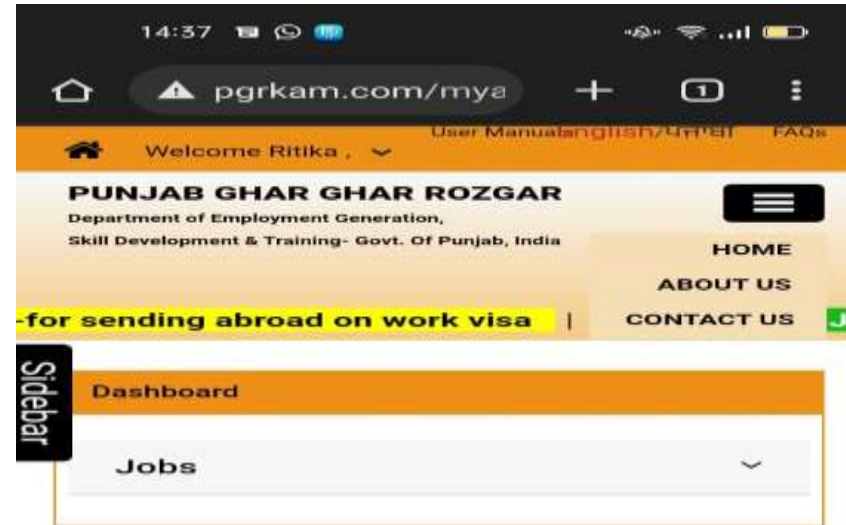 14:37
pgrkam.com/mya
1
Welcome Ritika ,
User Manual
english/ਪੰਜਾਬੀ
FAQs
PUNJAB GHAR GHAR ROZGAR
Department of Employment Generation,
Skill Development & Training- Govt. Of Punjab, India
HOME
ABOUT US
-for sending abroad on work visa |
CONTACT US
J
Sidebar
Dashboard
Jobs